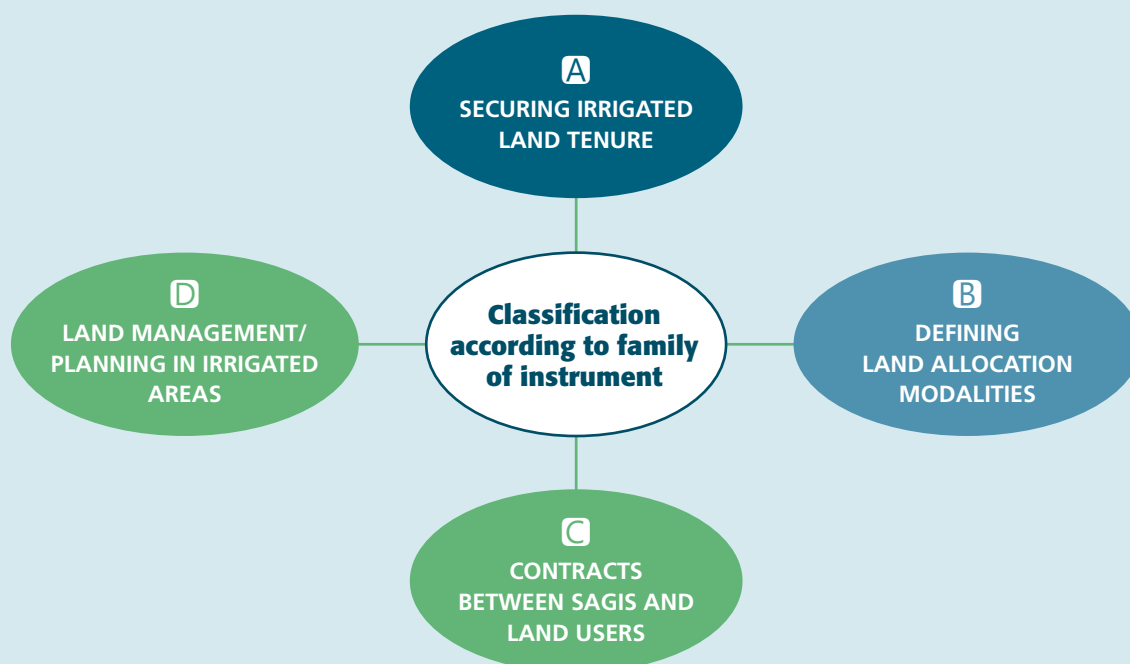 A
SECURING IRRIGATED
LAND TENURE
D
LAND MANAGEMENT/
PLANNING IN IRRIGATED
AREAS
Classification
according to family
of instrument
B
DEFINING
LAND ALLOCATION
MODALITIES
C
CONTRACTS
BETWEEN SAGIS AND
LAND USERS